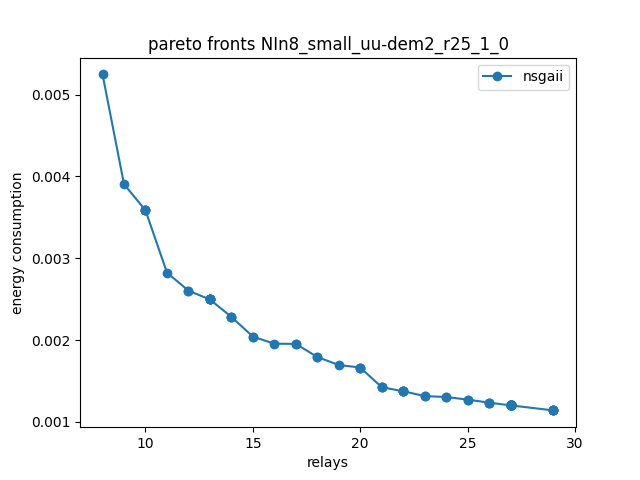 pareto fronts NIn8_small_uu-dem2_r25_1_0
nsgaii
0.005
0.004
0.003
0.002
0.001
energy consumption
10
15
20
25
30
relays